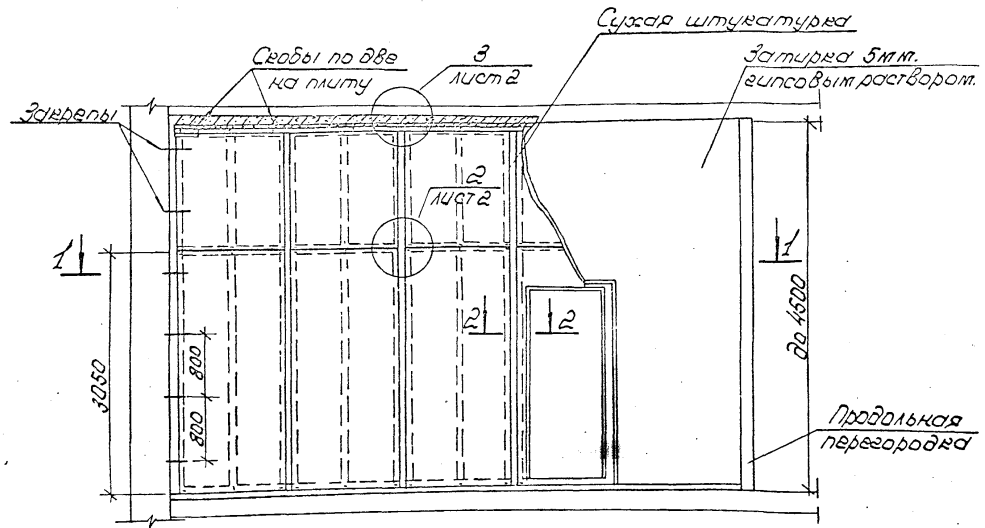 Сухая штукатурка
Скобы по две
на плиту
3
лист 2
Затирка 5мм.
гипсовым раствором.
Закрепы
2
лист 2
1
1
2
2
3050
800
800
до 4500
Продольная
перегородка